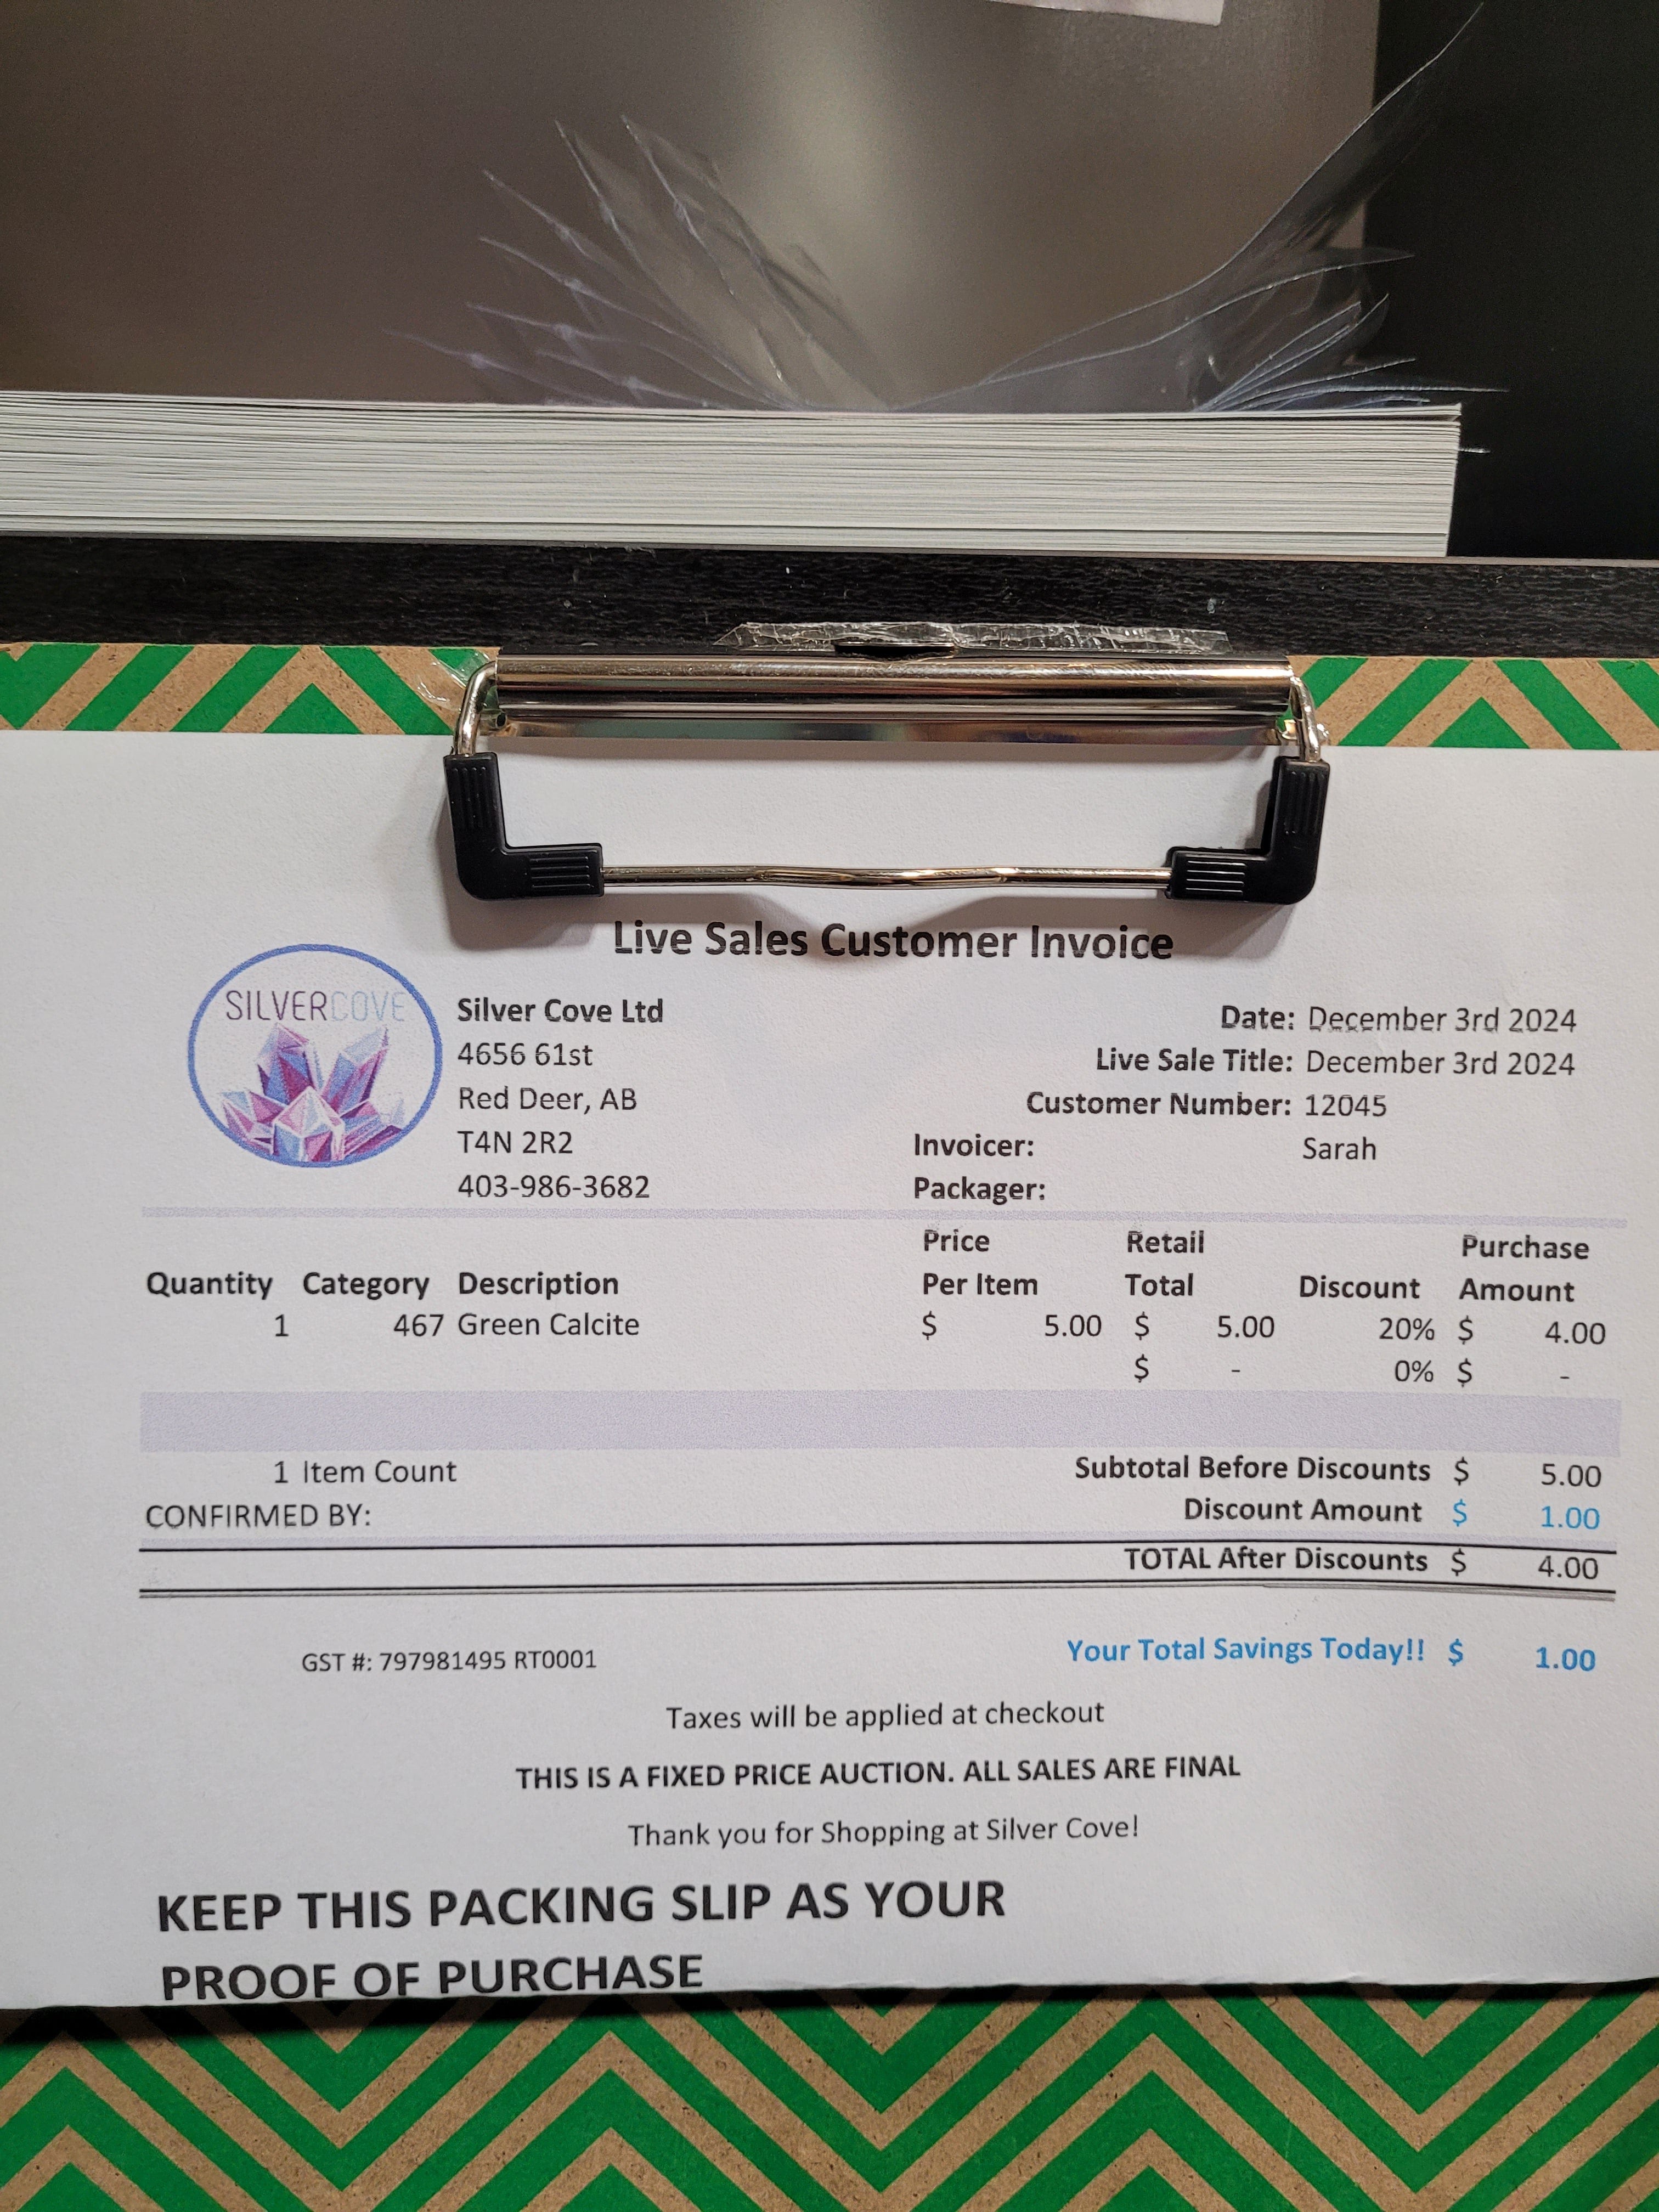 Live Sales Customer Invoice
SILVERCOVE
Silver Cove Ltd
4656 61st
Red Deer, AB
T4N 2R2
403-986-3682
Date: December 3rd 2024
Live Sale Title: December 3rd 2024
Customer Number: 12045
Invoicer: Sarah
Packager:
Quantity Category Description Price Per Item Retail Total Discount Purchase Amount
1 467 Green Calcite $ 5.00 $ 5.00 20% $ 4.00
$ - 0% $ -
1 Item Count Subtotal Before Discounts $ 5.00
CONFIRMED BY: Discount Amount $ 1.00
TOTAL After Discounts $ 4.00
GST #: 797981495 RT0001 Your Total Savings Today!! $ 1.00
Taxes will be applied at checkout
THIS IS A FIXED PRICE AUCTION. ALL SALES ARE FINAL
Thank you for Shopping at Silver Cove!
KEEP THIS PACKING SLIP AS YOUR
PROOF OF PURCHASE